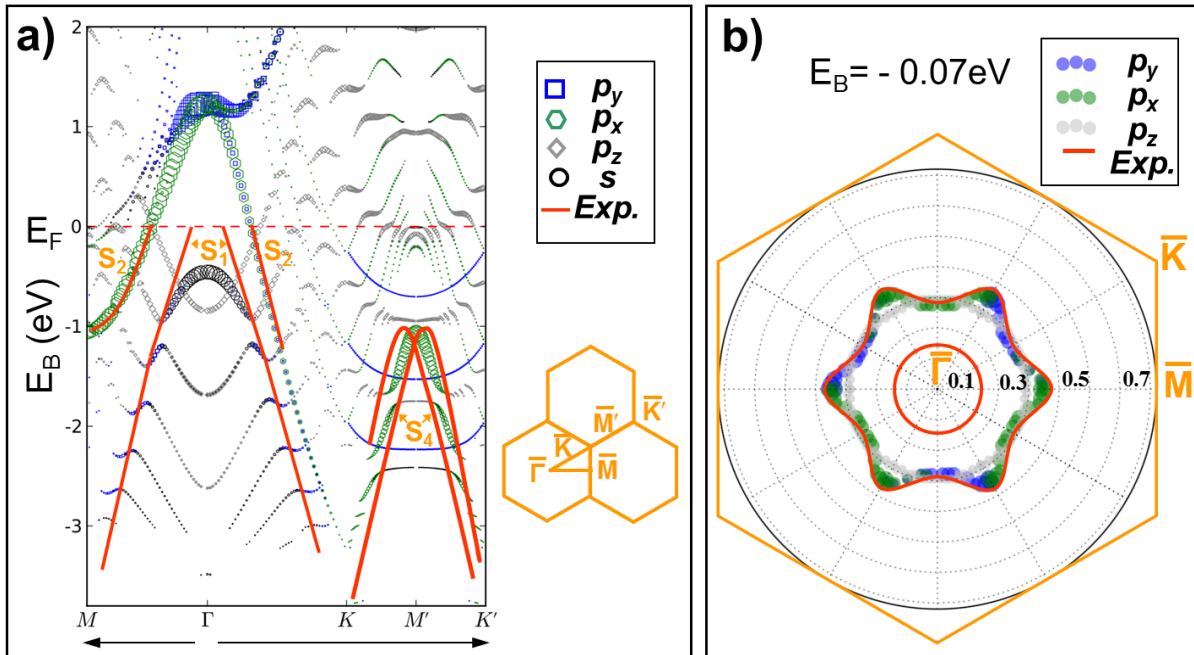 a)
2
1
0
-1
-2
-3
E_F
E_B (eV)
S_2
S_1
S_2
S_4
M
Γ
K
M'
K'
p_y
p_x
p_z
s
Exp.
K̅'
M̅'
K̅
Γ̅
M̅
b)
E_B= - 0.07eV
p_y
p_x
p_z
Exp.
K̅
Γ̅
M̅
0.1
0.3
0.5
0.7